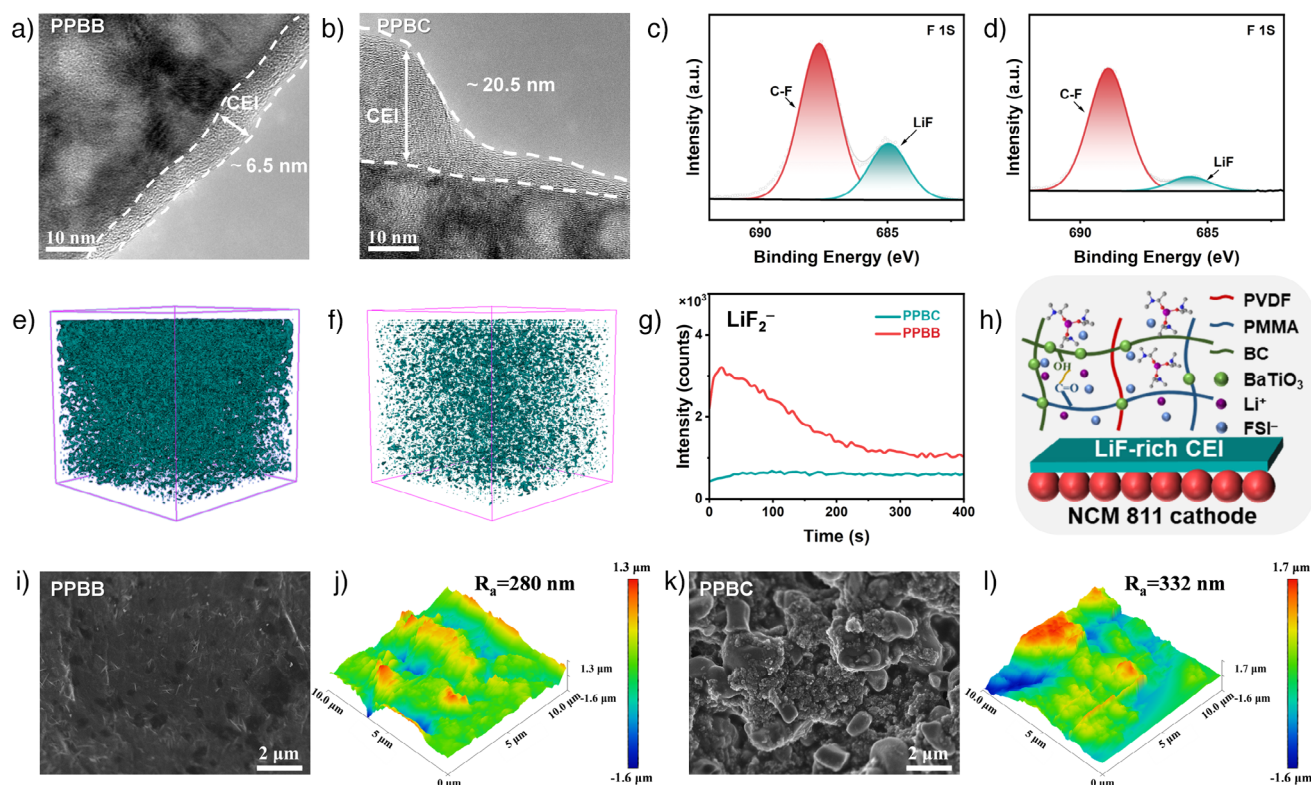 a)
PPBB
CEI
~ 6.5 nm
10 nm
b)
PPBC
CEI
~ 20.5 nm
10 nm
c)
F 1S
C-F
LiF
Intensity (a.u.)
690
685
Binding Energy (eV)
d)
F 1S
C-F
LiF
Intensity (a.u.)
690
685
Binding Energy (eV)
e)
f)
g)
×10³
LiF₂⁻
PPBC
PPBB
Intensity (counts)
4
3
2
1
0
0
100
200
300
400
Time (s)
h)
PVDF
PMMA
BC
BaTiO₃
Li⁺
FSI⁻
OH
C=O
LiF-rich CEI
NCM 811 cathode
i)
PPBB
2 μm
j)
Rₐ=280 nm
1.3 μm
1.3 μm
-1.6 μm
10.0 μm
10.0 μm
5 μm
5 μm
0 μm
-1.6 μm
k)
PPBC
2 μm
l)
Rₐ=332 nm
1.7 μm
1.7 μm
-1.6 μm
10.0 μm
10.0 μm
5 μm
5 μm
0 μm
-1.6 μm